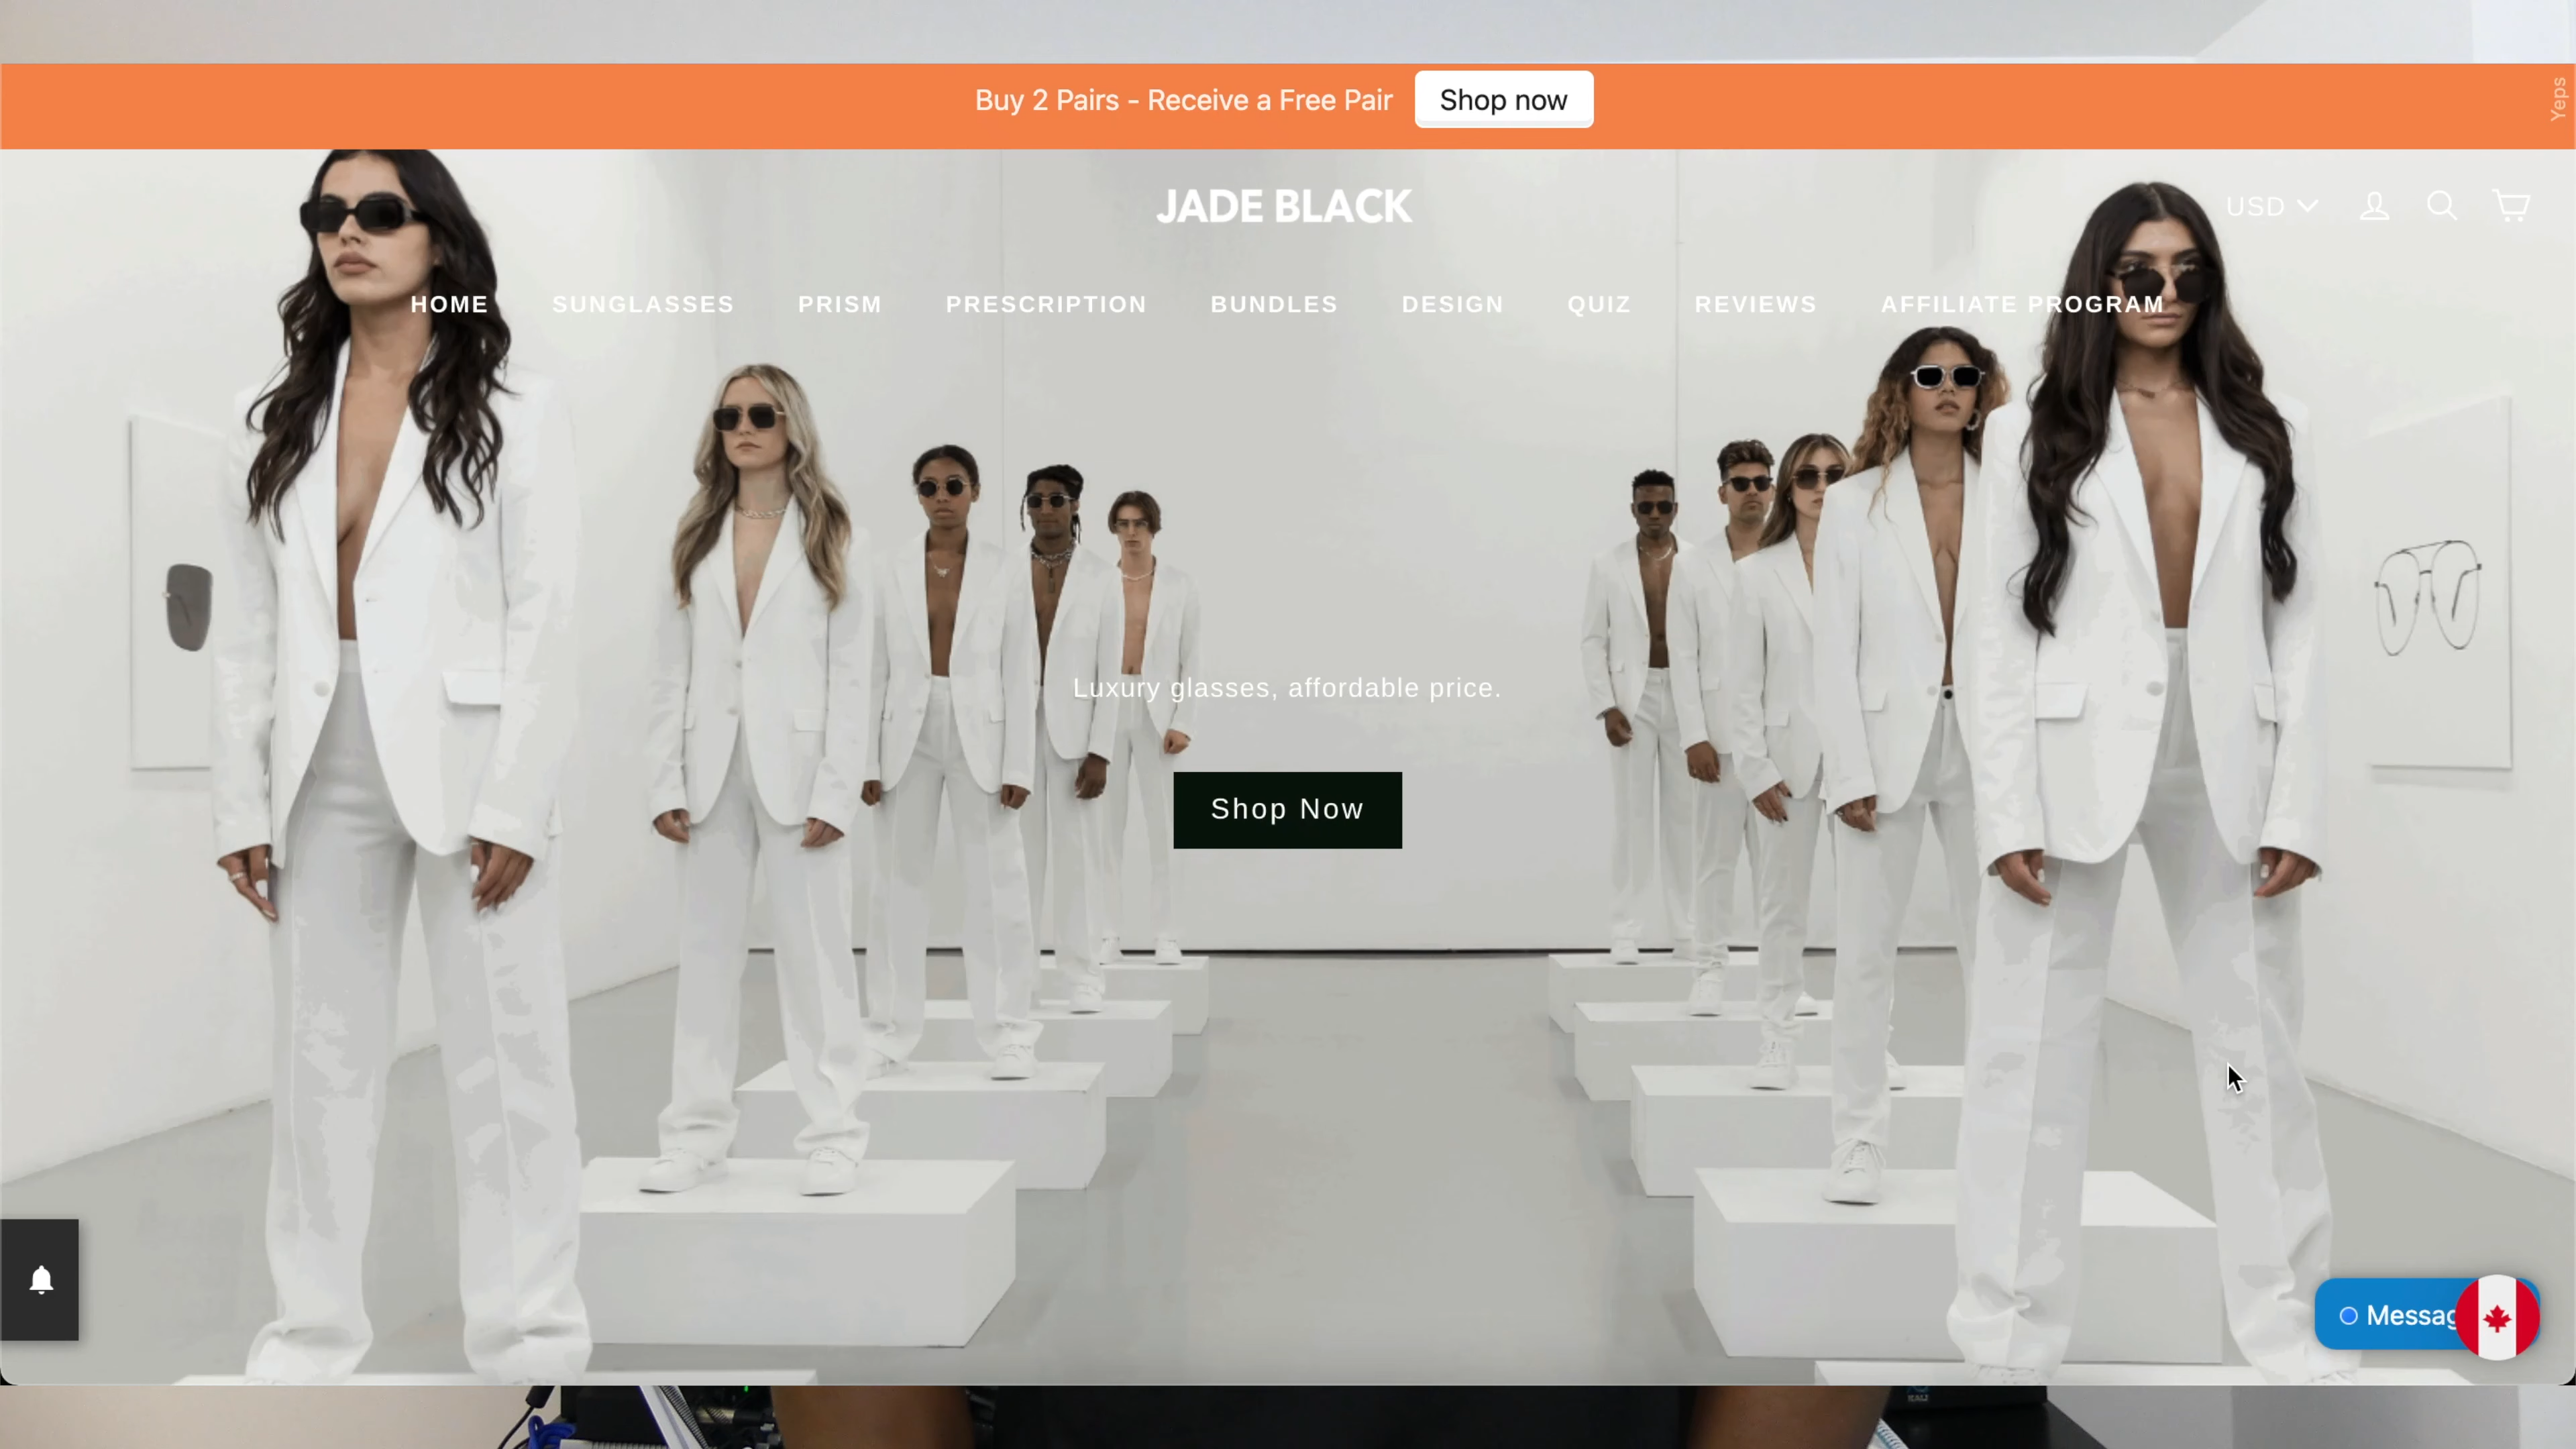 Buy 2 Pairs - Receive a Free Pair
Shop now
Yeps
JADE BLACK
USD
HOME SUNGLASSES PRISM PRESCRIPTION BUNDLES DESIGN QUIZ REVIEWS AFFILIATE PROGRAM
Luxury glasses, affordable price.
Shop Now